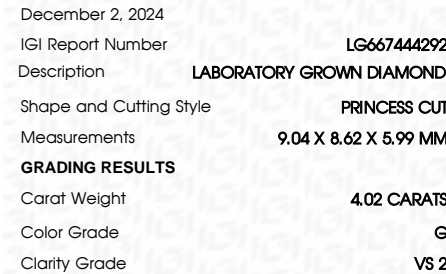 December 2, 2024
IGI Report Number LG667444292
Description LABORATORY GROWN DIAMOND
Shape and Cutting Style PRINCESS CUT
Measurements 9.04 X 8.62 X 5.99 MM
GRADING RESULTS
Carat Weight 4.02 CARATS
Color Grade G
Clarity Grade VS 2